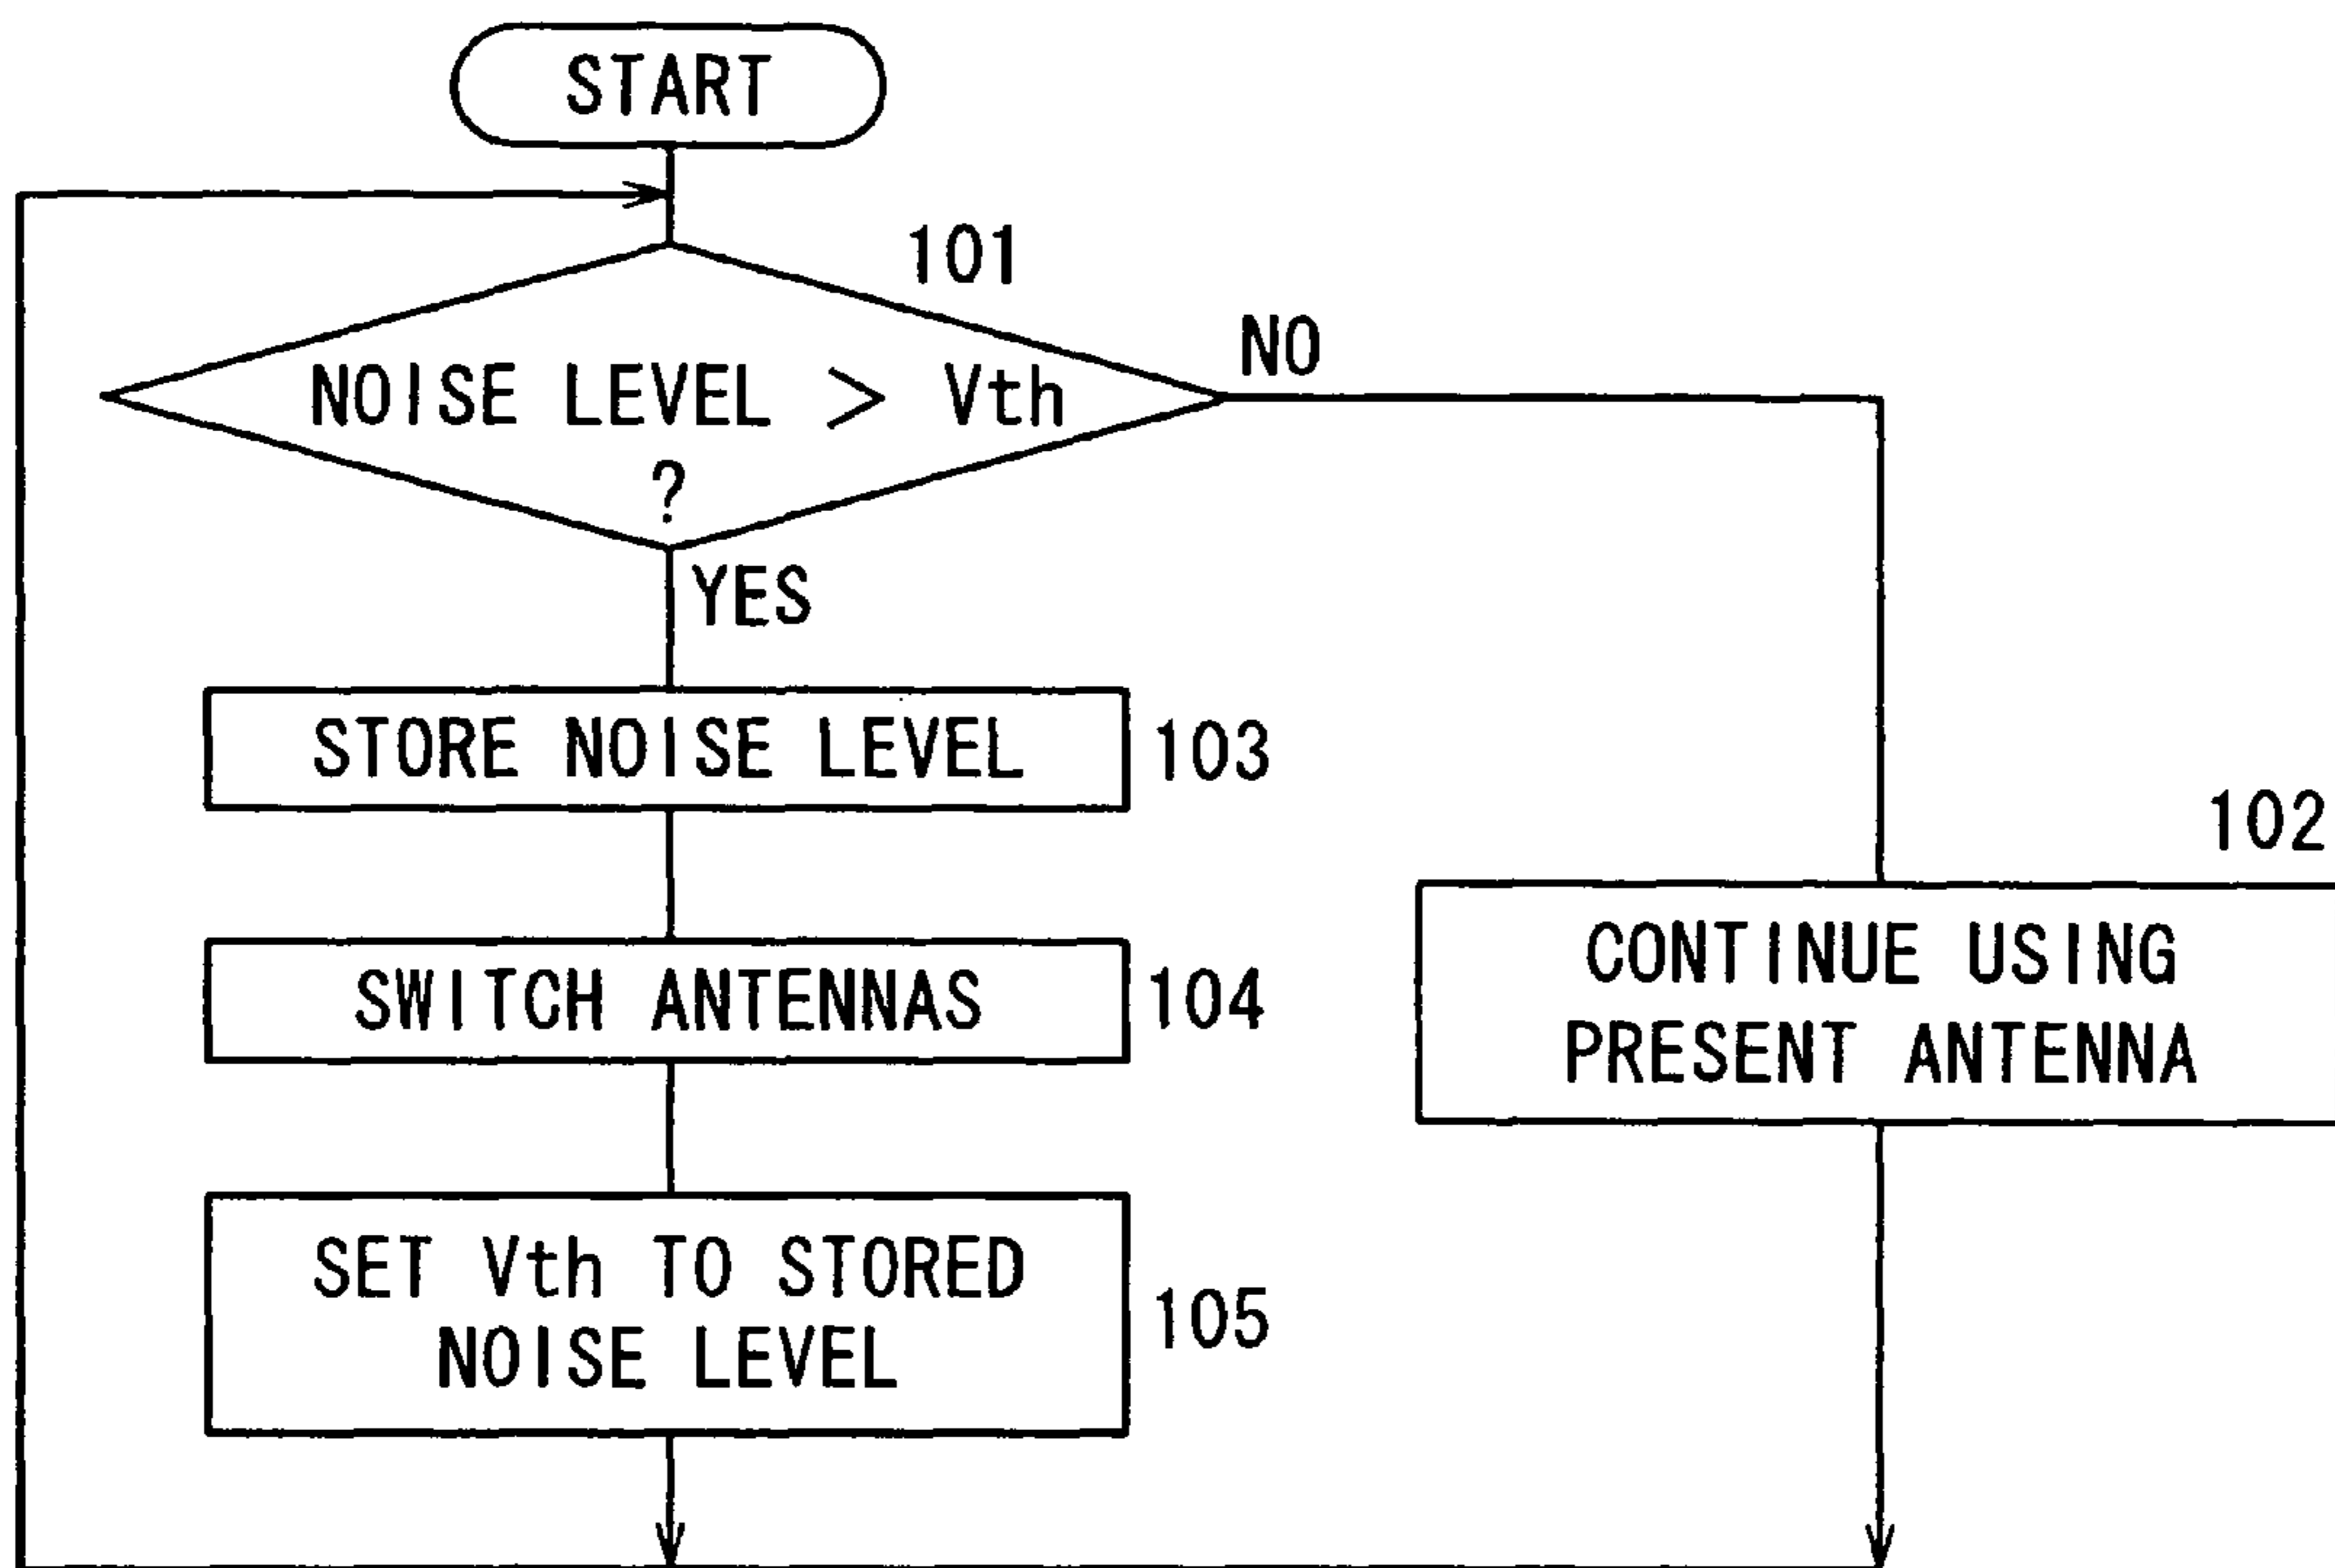 START
101
NOISE LEVEL > Vth
?
NO
YES
STORE NOISE LEVEL
103
102
SWITCH ANTENNAS
104
CONTINUE USING
PRESENT ANTENNA
SET Vth TO STORED
NOISE LEVEL
105